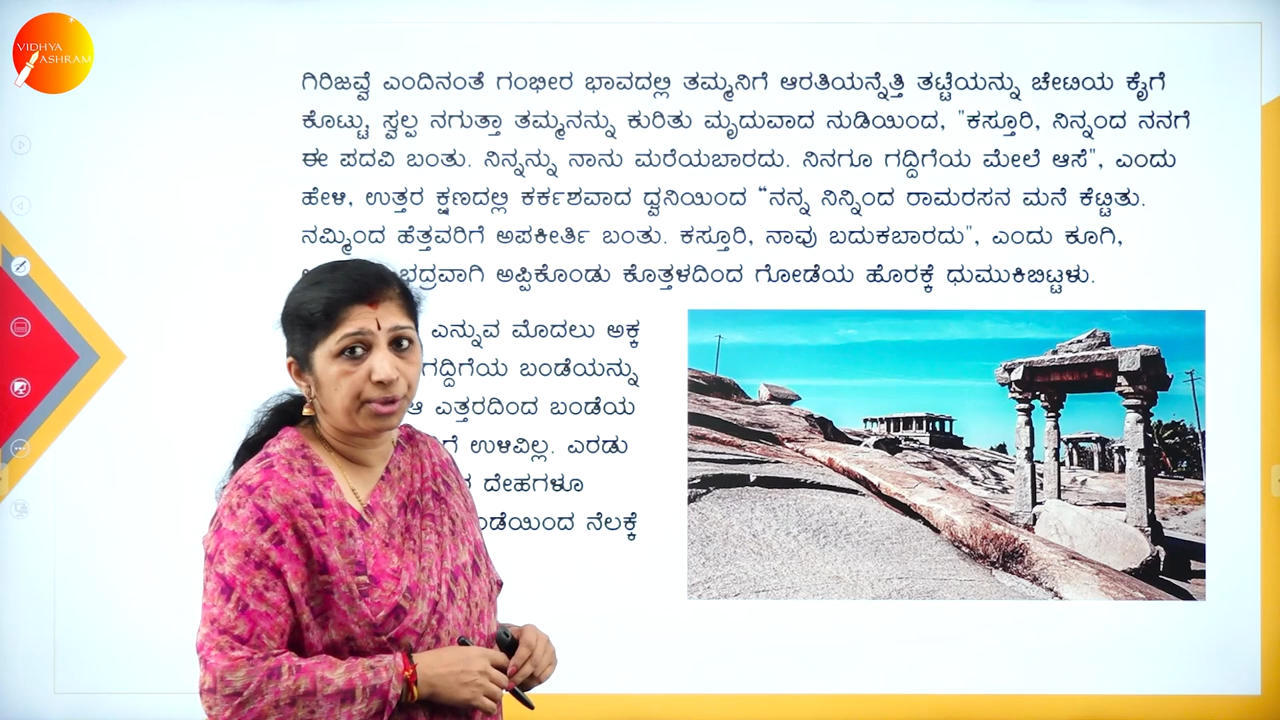 VIDHYA
ASHRAM
ಗಿರಿಜವ್ವೆ ಎಂದಿನಂತೆ ಗಂಭೀರ ಭಾವದಲ್ಲಿ ತಮ್ಮನಿಗೆ ಆರತಿಯನ್ನೆತ್ತಿ ತಟ್ಟೆಯನ್ನು ಚೇಟಿಯ ಕೈಗೆ
ಕೊಟ್ಟು, ಸ್ವಲ್ಪ ನಗುತ್ತಾ ತಮ್ಮನನ್ನು ಕುರಿತು ಮೃದುವಾದ ನುಡಿಯಿಂದ, "ಕಸ್ತೂರಿ, ನಿನ್ನಂದ ನನಗೆ
ಈ ಪದವಿ ಬಂತು. ನಿನ್ನನ್ನು ನಾನು ಮರೆಯಬಾರದು. ನಿನಗೂ ಗದ್ದಿಗೆಯ ಮೇಲೆ ಆಸೆ", ಎಂದು
ಹೇಳಿ, ಉತ್ತರ ಕ್ಷಣದಲ್ಲಿ ಕರ್ಕಶವಾದ ಧ್ವನಿಯಿಂದ “ನನ್ನ ನಿನ್ನಿಂದ ರಾಮರಸನ ಮನೆ ಕೆಟ್ಟಿತು.
ನಮ್ಮಿಂದ ಹೆತ್ತವರಿಗೆ ಅಪಕೀರ್ತಿ ಬಂತು. ಕಸ್ತೂರಿ, ನಾವು ಬದುಕಬಾರದು", ಎಂದು ಕೂಗಿ,
ಭದ್ರವಾಗಿ ಅಪ್ಪಿಕೊಂಡು ಕೊತ್ತಳದಿಂದ ಗೋಡೆಯ ಹೊರಕ್ಕೆ ಧುಮುಕಿಬಿಟ್ಟಳು.
ಎನ್ನುವ ಮೊದಲು ಅಕ್ಕ
ಗದ್ದಿಗೆಯ ಬಂಡೆಯನ್ನು
ಆ ಎತ್ತರದಿಂದ ಬಂಡೆಯ
ಉಳಿವಿಲ್ಲ. ಎರಡು
ದೇಹಗಳೂ
ನೆಲಕ್ಕೆ